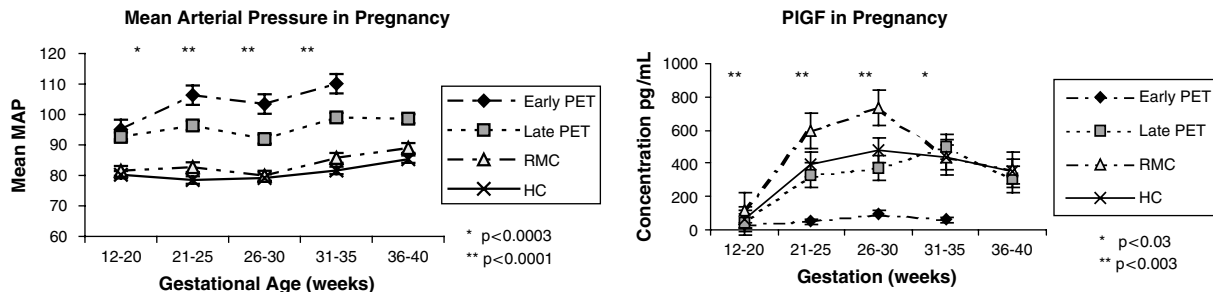 Mean Arterial Pressure in Pregnancy
* ** ** **
120
110
100
90
80
70
60
Mean MAP
12-20 21-25 26-30 31-35 36-40
Gestational Age (weeks)
Early PET
Late PET
RMC
HC
* p<0.0003
** p<0.0001
PIGF in Pregnancy
** ** ** *
1000
800
600
400
200
0
Concentration pg/mL
12-20 21-25 26-30 31-35 36-40
Gestation (weeks)
Early PET
Late PET
RMC
HC
* p<0.03
** p<0.003